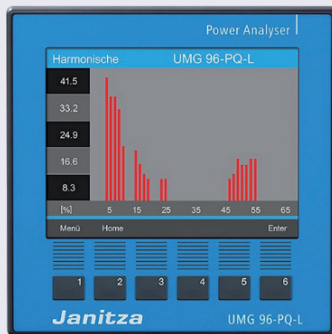 Power Analyser
Harmonische UMG 96-PQ-L
41.5
33.2
24.9
16.6
8.3
[%] 5 15 25 35 45 55 65
Menü Home Enter
1 2 3 4 5 6
Janitza UMG 96-PQ-L